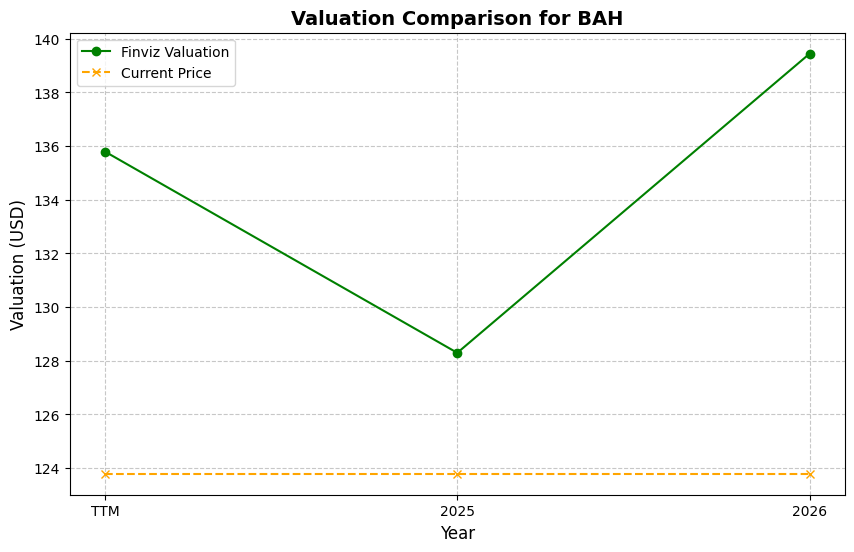 Valuation Comparison for BAH
Finviz Valuation
Current Price
Valuation (USD)
140
138
136
134
132
130
128
126
124
TTM
2025
2026
Year